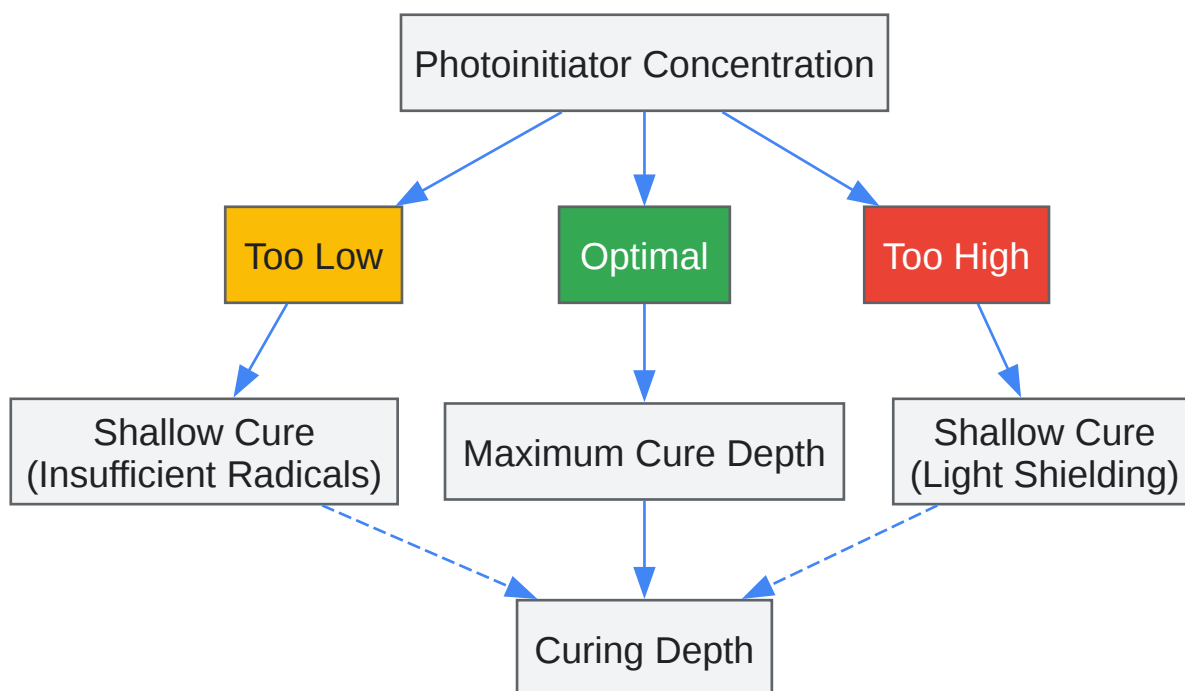 Photoinitiator Concentration
Too Low
Optimal
Too High
Shallow Cure
(Insufficient Radicals)
Maximum Cure Depth
Shallow Cure
(Light Shielding)
Curing Depth